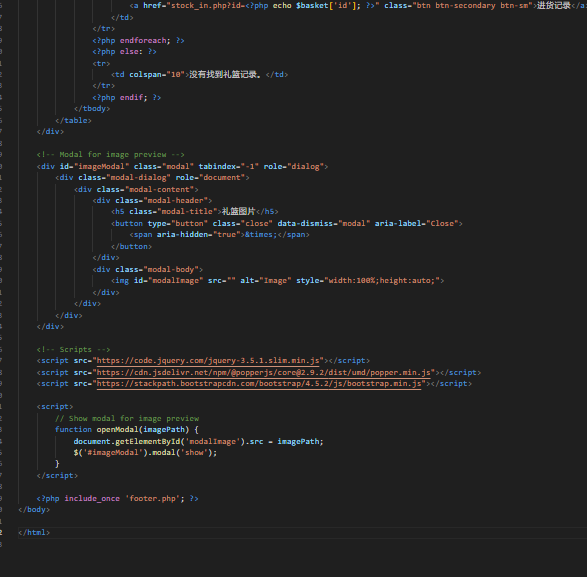 <a href="stock_in.php?id=<?php echo $basket['id']; ?>" class="btn btn-secondary btn-sm">进货记录</a
</td>
</tr>
<?php endforeach; ?>
<?php else: ?>
<tr>
<td colspan="10">没有找到礼篮记录。</td>
</tr>
<?php endif; ?>
</tbody>
</table>
</div>
<!-- Modal for image preview -->
<div id="imageModal" class="modal" tabindex="-1" role="dialog">
<div class="modal-dialog" role="document">
<div class="modal-content">
<div class="modal-header">
<h5 class="modal-title">礼篮图片</h5>
<button type="button" class="close" data-dismiss="modal" aria-label="Close">
<span aria-hidden="true">&times;</span>
</button>
</div>
<div class="modal-body">
<img id="modalImage" src="" alt="Image" style="width:100%;height:auto;">
</div>
</div>
</div>
</div>
<!-- Scripts -->
<script src="https://code.jquery.com/jquery-3.5.1.slim.min.js"></script>
<script src="https://cdn.jsdelivr.net/npm/@popperjs/core@2.9.2/dist/umd/popper.min.js"></script>
<script src="https://stackpath.bootstrapcdn.com/bootstrap/4.5.2/js/bootstrap.min.js"></script>
<script>
// Show modal for image preview
function openModal(imagePath) {
document.getElementById('modalImage').src = imagePath;
$('#imageModal').modal('show');
}
</script>
<?php include_once 'footer.php'; ?>
</body>
</html>